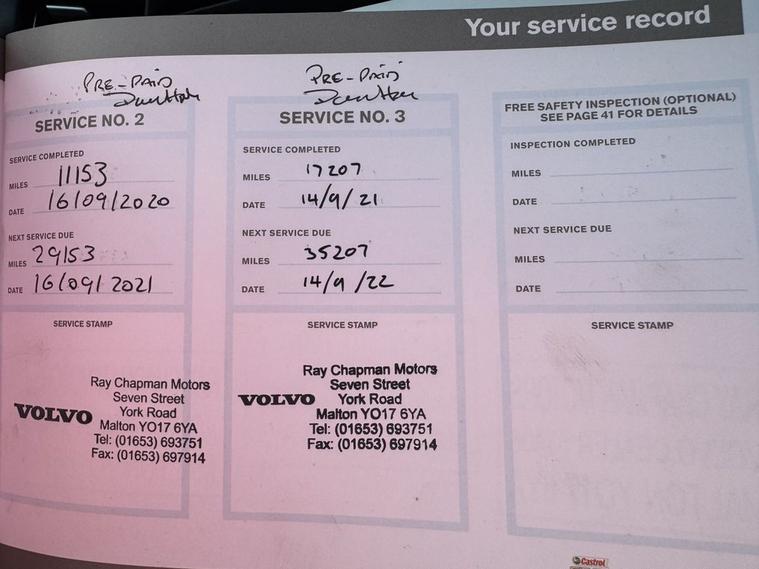 Your service record
PRE-PAID
SERVICE NO. 2
SERVICE COMPLETED
MILES 11153
DATE 16/09/2020
NEXT SERVICE DUE
MILES 29153
DATE 16/09/2021
SERVICE STAMP
VOLVO
Ray Chapman Motors
Seven Street
York Road
Malton YO17 6YA
Tel: (01653) 693751
Fax: (01653) 697914
PRE-PAID
SERVICE NO. 3
SERVICE COMPLETED
MILES 17207
DATE 14/9/21
NEXT SERVICE DUE
MILES 35207
DATE 14/9/22
SERVICE STAMP
VOLVO
Ray Chapman Motors
Seven Street
York Road
Malton YO17 6YA
Tel: (01653) 693751
Fax: (01653) 697914
FREE SAFETY INSPECTION (OPTIONAL)
SEE PAGE 41 FOR DETAILS
INSPECTION COMPLETED
MILES
DATE
NEXT SERVICE DUE
MILES
DATE
SERVICE STAMP
Castrol